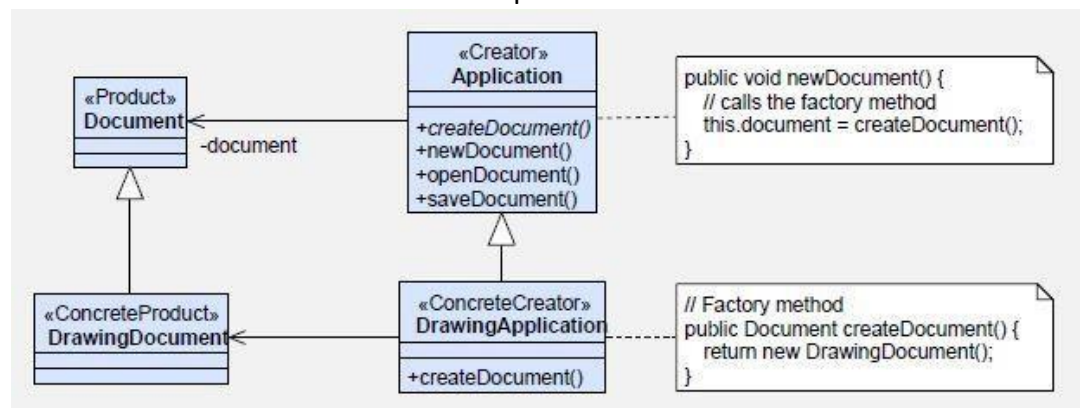 «Product»
Document
-document
«Creator»
Application
+createDocument()
+newDocument()
+openDocument()
+saveDocument()
public void newDocument() {
// calls the factory method
this.document = createDocument();
}
«ConcreteProduct»
DrawingDocument
«ConcreteCreator»
DrawingApplication
+createDocument()
// Factory method
public Document createDocument() {
return new DrawingDocument();
}